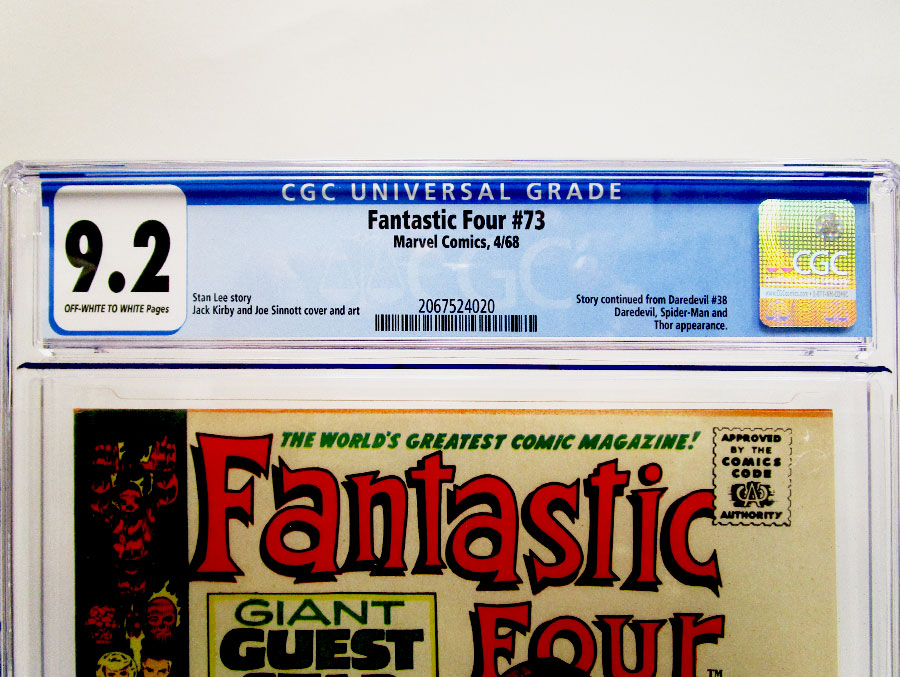 CGC UNIVERSAL GRADE
9.2
OFF-WHITE TO WHITE Pages
Fantastic Four #73
Marvel Comics, 4/68
Stan Lee story
Jack Kirby and Joe Sinnott cover and art
2067524020
Story continued from Daredevil #38
Daredevil, Spider-Man and
Thor appearance.
CGC
CGC
THE WORLD'S GREATEST COMIC MAGAZINE!
Fantastic
Four
TM
APPROVED
BY THE
COMICS
CODE
CA
AUTHORITY
GIANT
GUEST
STAR